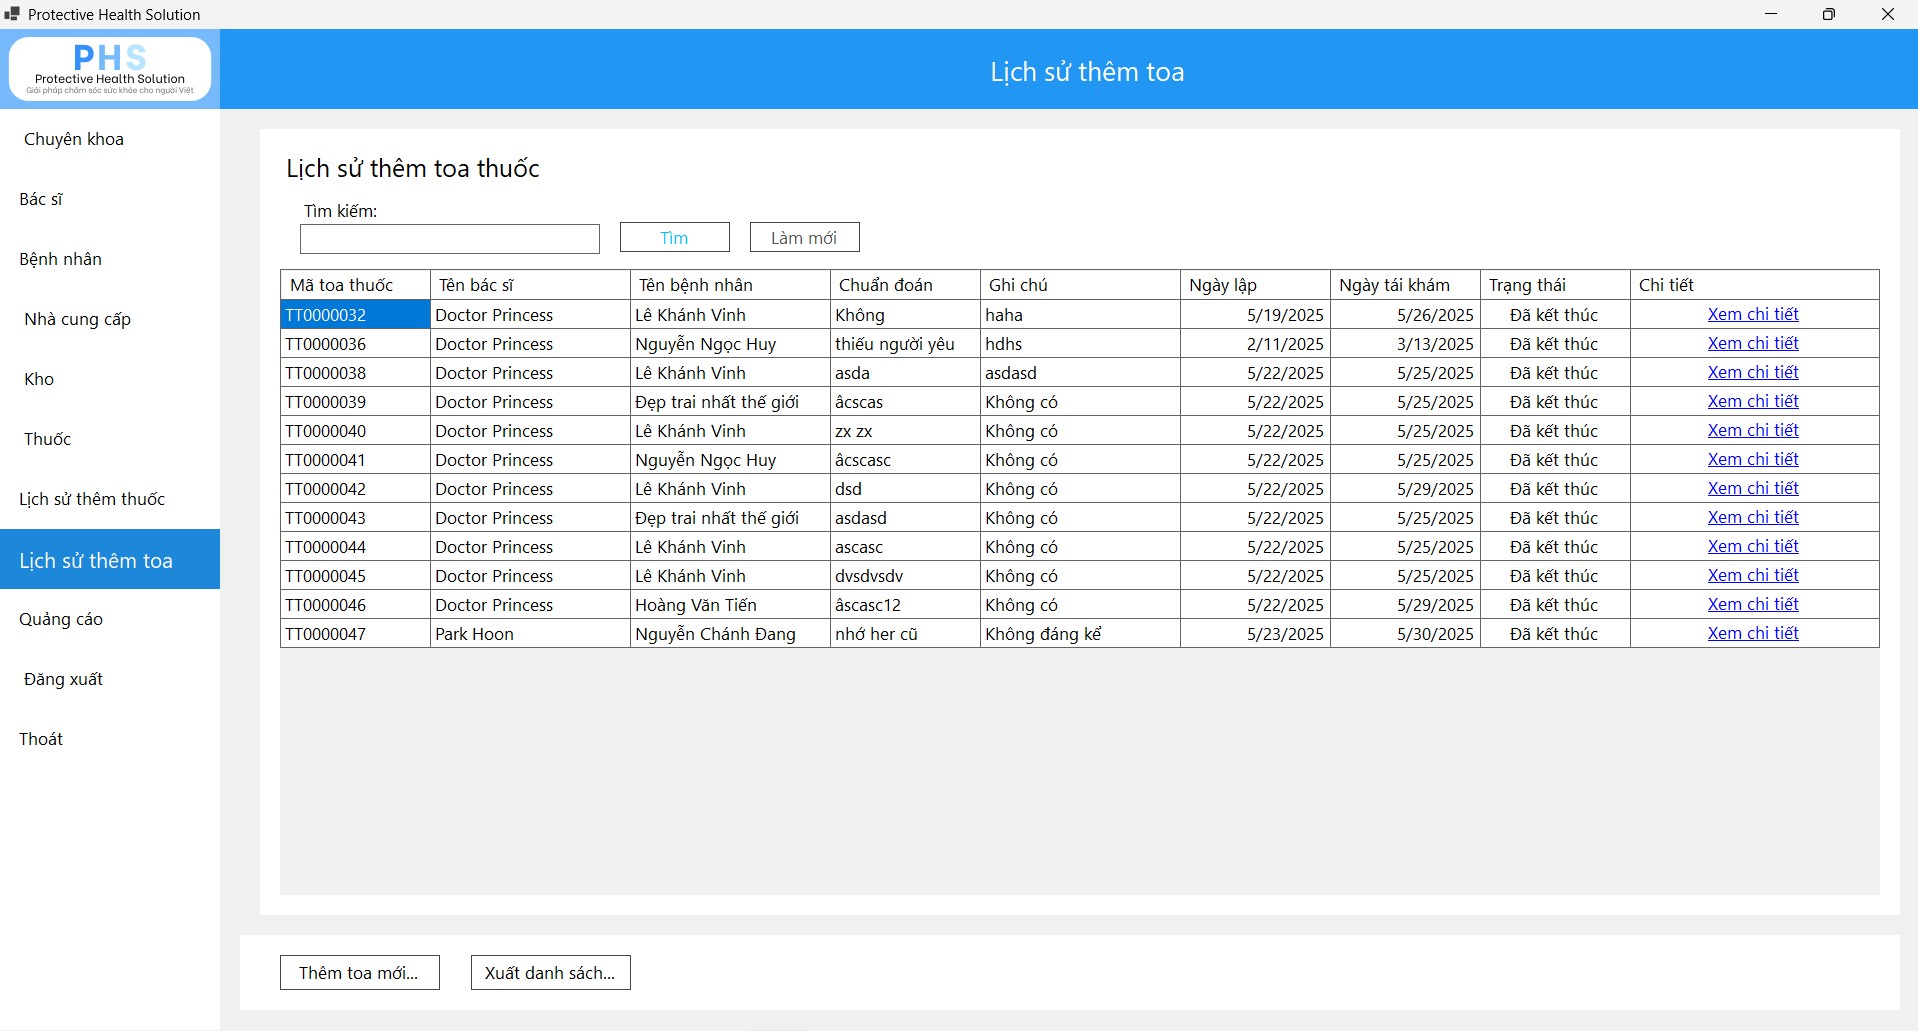 Protective Health Solution
PHS
Protective Health Solution
Giải pháp chăm sóc sức khỏe cho người Việt
Lịch sử thêm toa
Chuyên khoa
Bác sĩ
Bệnh nhân
Nhà cung cấp
Kho
Thuốc
Lịch sử thêm thuốc
Lịch sử thêm toa
Quảng cáo
Đăng xuất
Thoát
Lịch sử thêm toa thuốc
Tìm kiếm:
Tìm Làm mới
Mã toa thuốc Tên bác sĩ Tên bệnh nhân Chuẩn đoán Ghi chú Ngày lập Ngày tái khám Trạng thái Chi tiết
TT0000032 Doctor Princess Lê Khánh Vinh Không haha 5/19/2025 5/26/2025 Đã kết thúc Xem chi tiết
TT0000036 Doctor Princess Nguyễn Ngọc Huy thiếu người yêu hdhs 2/11/2025 3/13/2025 Đã kết thúc Xem chi tiết
TT0000038 Doctor Princess Lê Khánh Vinh asda asdasd 5/22/2025 5/25/2025 Đã kết thúc Xem chi tiết
TT0000039 Doctor Princess Đẹp trai nhất thế giới âcscas Không có 5/22/2025 5/25/2025 Đã kết thúc Xem chi tiết
TT0000040 Doctor Princess Lê Khánh Vinh zx zx Không có 5/22/2025 5/25/2025 Đã kết thúc Xem chi tiết
TT0000041 Doctor Princess Nguyễn Ngọc Huy âcscasc Không có 5/22/2025 5/25/2025 Đã kết thúc Xem chi tiết
TT0000042 Doctor Princess Lê Khánh Vinh dsd Không có 5/22/2025 5/29/2025 Đã kết thúc Xem chi tiết
TT0000043 Doctor Princess Đẹp trai nhất thế giới asdasd Không có 5/22/2025 5/25/2025 Đã kết thúc Xem chi tiết
TT0000044 Doctor Princess Lê Khánh Vinh ascasc Không có 5/22/2025 5/25/2025 Đã kết thúc Xem chi tiết
TT0000045 Doctor Princess Lê Khánh Vinh dvsdvsdv Không có 5/22/2025 5/25/2025 Đã kết thúc Xem chi tiết
TT0000046 Doctor Princess Hoàng Văn Tiến âscasc12 Không có 5/22/2025 5/29/2025 Đã kết thúc Xem chi tiết
TT0000047 Park Hoon Nguyễn Chánh Đang nhớ her cũ Không đáng kể 5/23/2025 5/30/2025 Đã kết thúc Xem chi tiết
Thêm toa mới... Xuất danh sách...